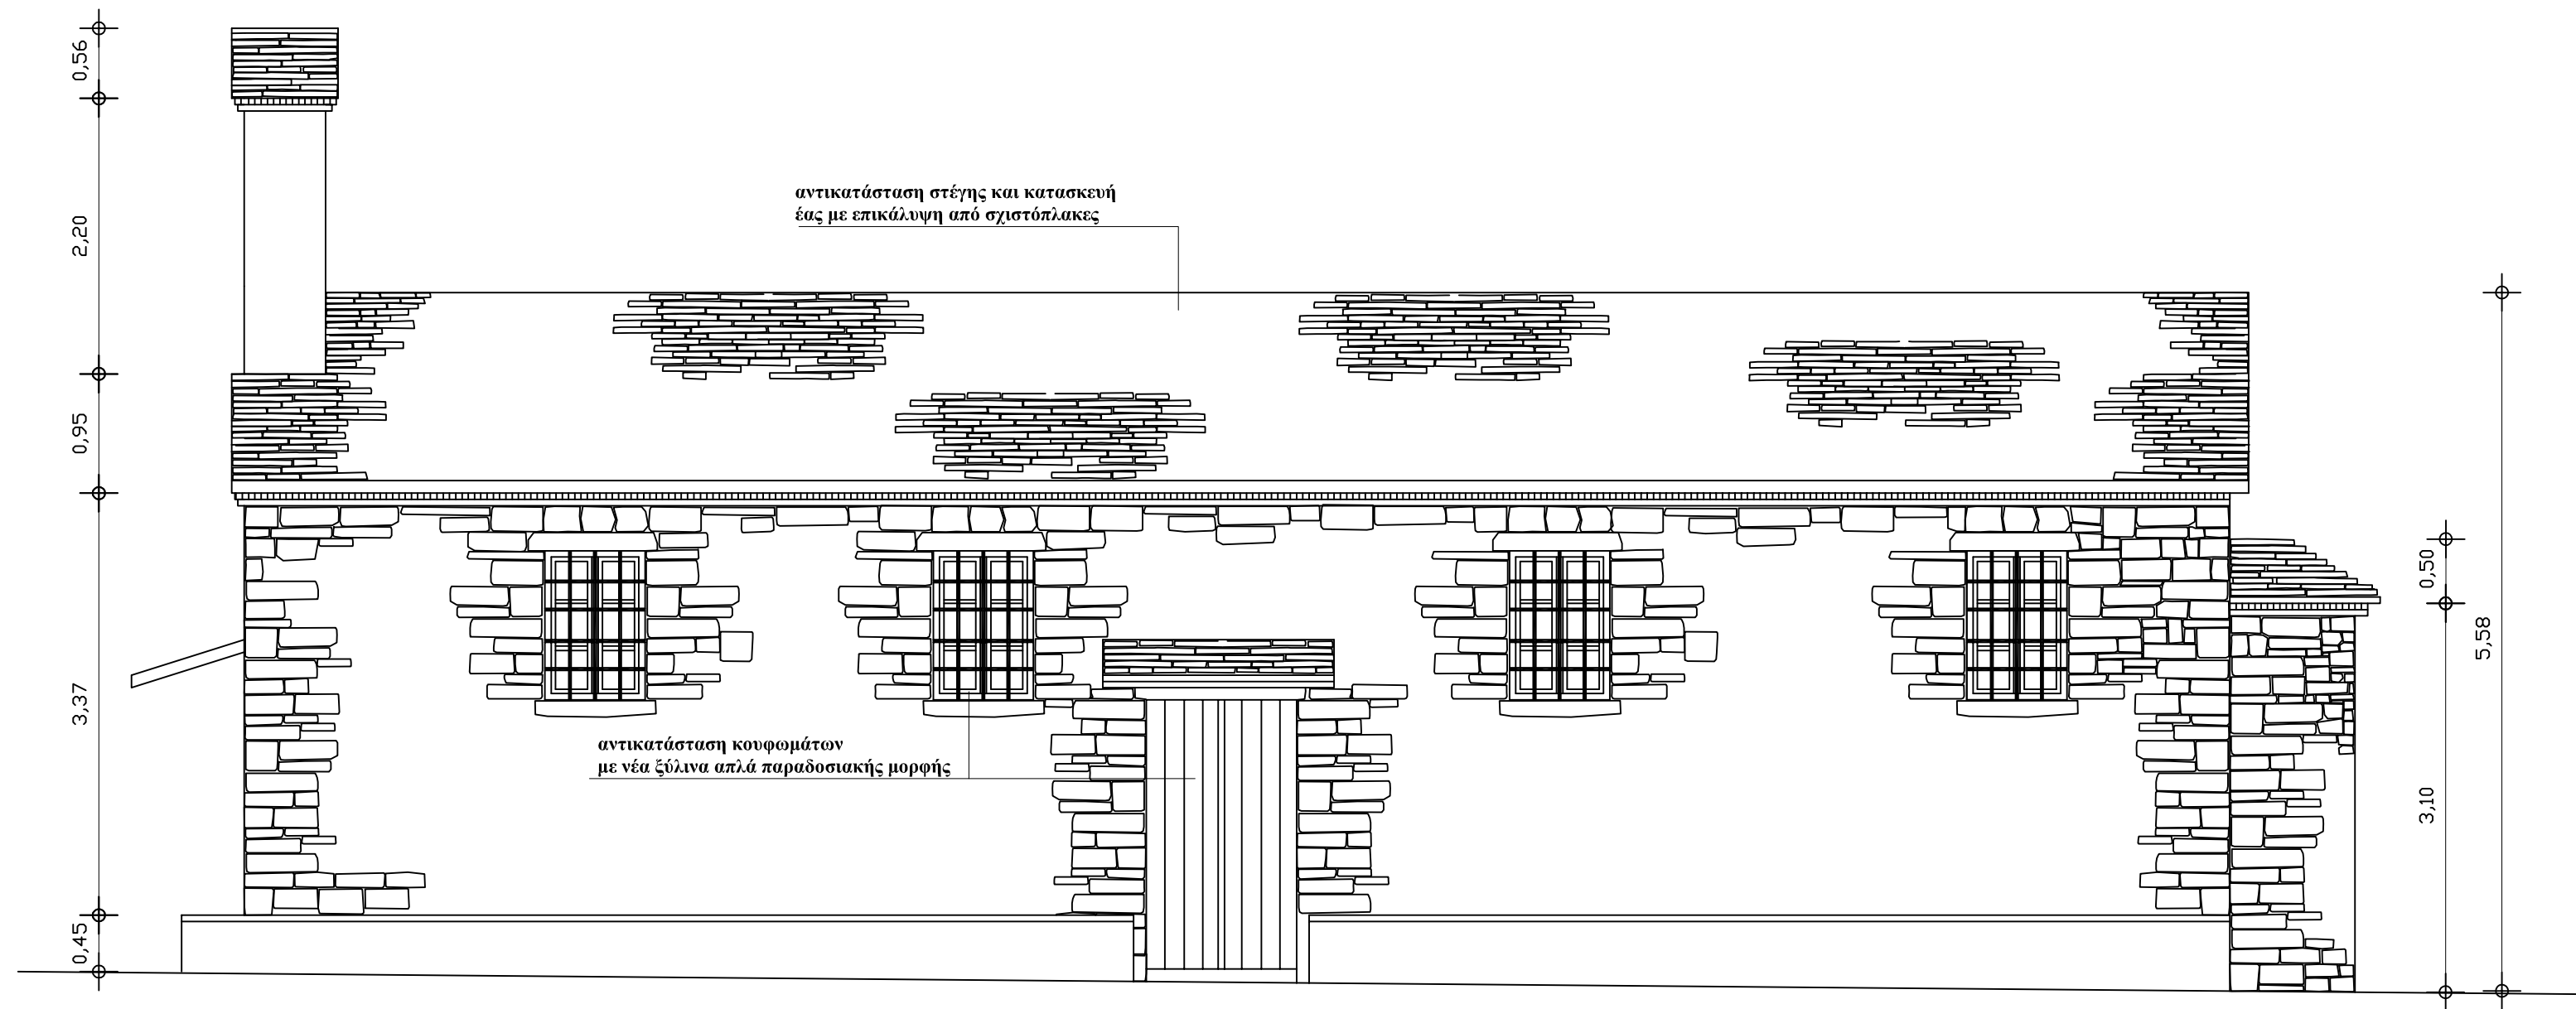 0,56
αντικατάσταση στέγης και κατασκευή
έας με επικάλυψη από σχιστόπλακες
2,20
0,95
0,50
5,58
3,37
αντικατάσταση κουφωμάτων
με νέα ξύλινα απλά παραδοσιακής μορφής
3,10
0,45